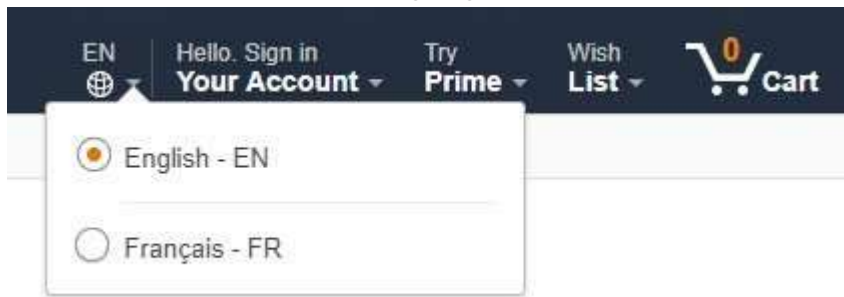 EN
Hello. Sign in
Your Account
Try
Prime
Wish
List
0
Cart
English - EN
Français - FR